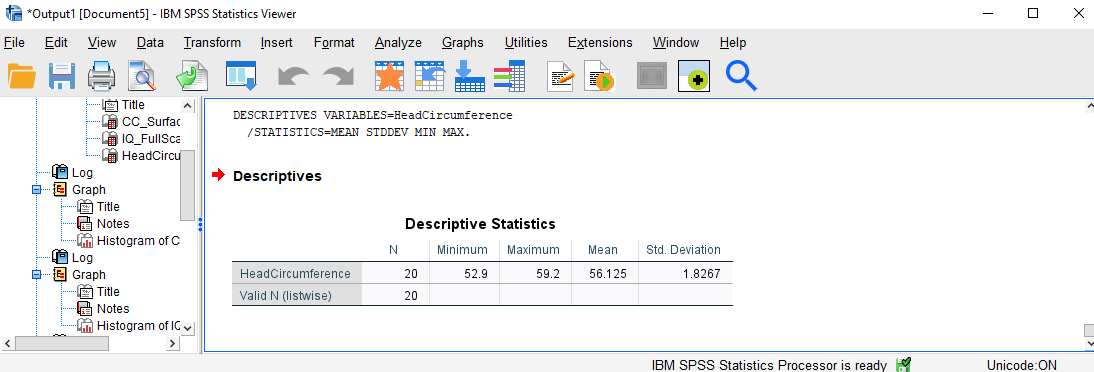 *Output1 [Document5] - IBM SPSS Statistics Viewer
File Edit View Data Transform Insert Format Analyze Graphs Utilities Extensions Window Help
Title
CC_Surfac
IQ_FullSca
HeadCircu
Log
Graph
Title
Notes
Histogram of C
Log
Graph
Title
Notes
Histogram of IQ
DESCRIPTIVES VARIABLES=HeadCircumference
/STATISTICS=MEAN STDDEV MIN MAX.
Descriptives
Descriptive Statistics
N Minimum Maximum Mean Std. Deviation
HeadCircumference 20 52.9 59.2 56.125 1.8267
Valid N (listwise) 20
IBM SPSS Statistics Processor is ready Unicode:ON